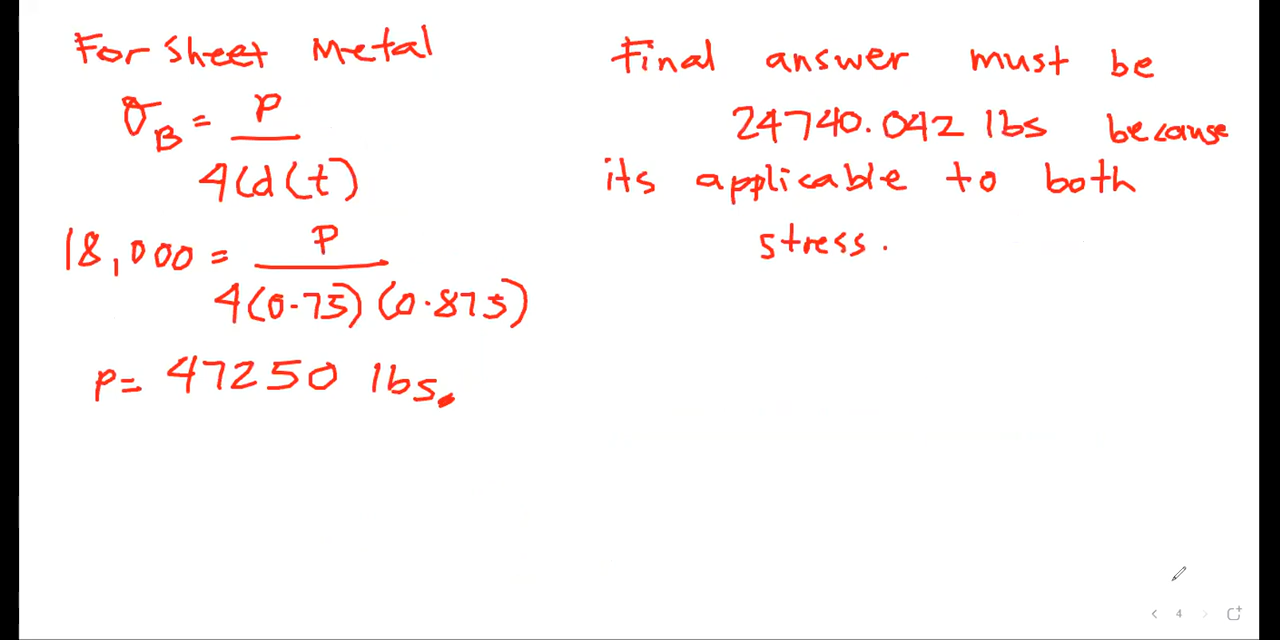 For Sheet Metal
σB = P / 4(d(t)
18,000 = P / 4(0.75) (0.875)
P = 47250 lbs.
Final answer must be
24740.042 lbs because
its applicable to both
stress.
4